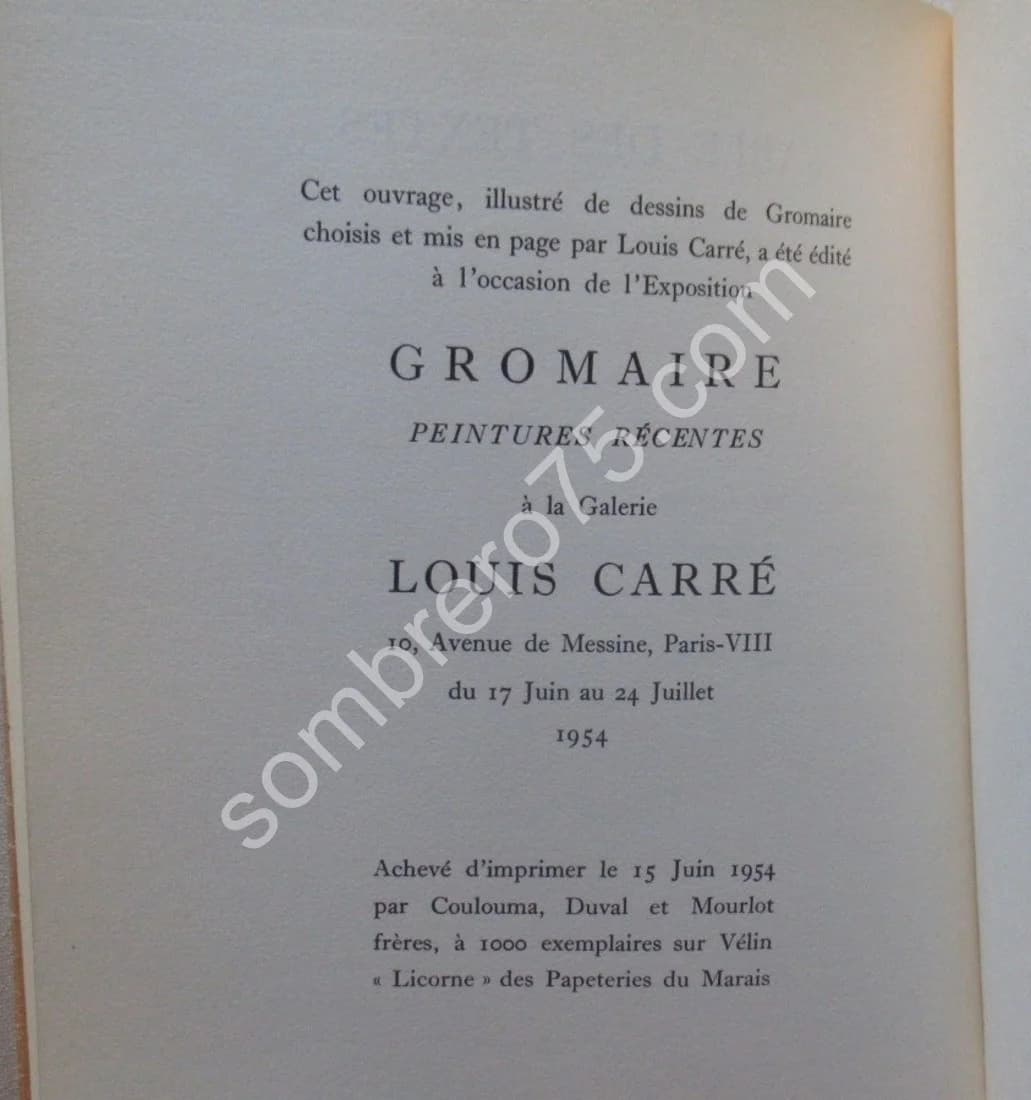 Cet ouvrage, illustré de dessins de Gromaire
choisis et mis en page par Louis Carré, a été édité
à l'occasion de l'Exposition
GROMAIRE
PEINTURES RÉCENTES
à la Galerie
LOUIS CARRÉ
10, Avenue de Messine, Paris-VIII
du 17 Juin au 24 Juillet
1954
Achevé d'imprimer le 15 Juin 1954
par Coulouma, Duval et Mourlot
frères, à 1000 exemplaires sur Vélin
« Licorne » des Papeteries du Marais
sombrero75.com